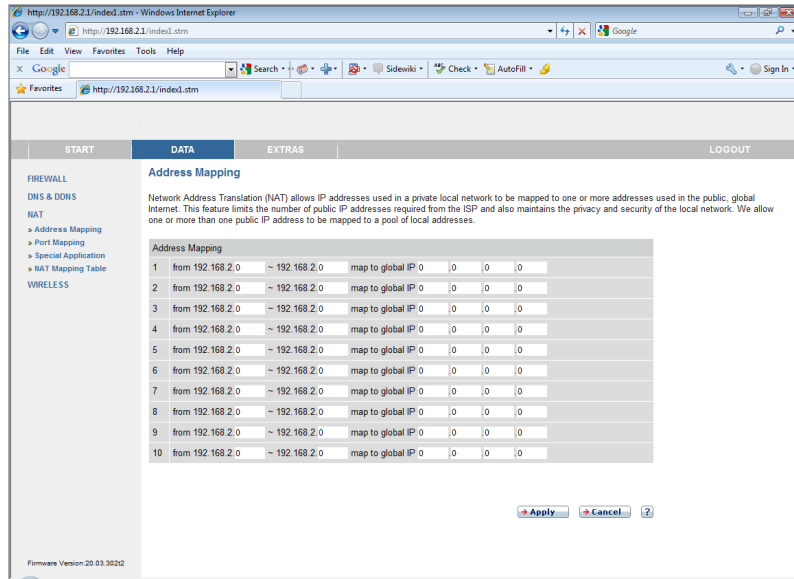 http://192.168.2.1/index1.stm - Windows Internet Explorer
http://192.168.2.1/index1.stm
Google
File Edit View Favorites Tools Help
x Google Search Sidewiki Check AutoFill Sign In
Favorites http://192.168.2.1/index1.stm
START DATA EXTRAS LOGOUT
FIREWALL
DNS & DDNS
NAT
» Address Mapping
» Port Mapping
» Special Application
» NAT Mapping Table
WIRELESS
Address Mapping
Network Address Translation (NAT) allows IP addresses used in a private local network to be mapped to one or more addresses used in the public, global
Internet. This feature limits the number of public IP addresses required from the ISP and also maintains the privacy and security of the local network. We allow
one or more than one public IP address to be mapped to a pool of local addresses.
Address Mapping
1 from 192.168.2.0 ~ 192.168.2.0 map to global IP 0 .0 .0 .0
2 from 192.168.2.0 ~ 192.168.2.0 map to global IP 0 .0 .0 .0
3 from 192.168.2.0 ~ 192.168.2.0 map to global IP 0 .0 .0 .0
4 from 192.168.2.0 ~ 192.168.2.0 map to global IP 0 .0 .0 .0
5 from 192.168.2.0 ~ 192.168.2.0 map to global IP 0 .0 .0 .0
6 from 192.168.2.0 ~ 192.168.2.0 map to global IP 0 .0 .0 .0
7 from 192.168.2.0 ~ 192.168.2.0 map to global IP 0 .0 .0 .0
8 from 192.168.2.0 ~ 192.168.2.0 map to global IP 0 .0 .0 .0
9 from 192.168.2.0 ~ 192.168.2.0 map to global IP 0 .0 .0 .0
10 from 192.168.2.0 ~ 192.168.2.0 map to global IP 0 .0 .0 .0
Apply Cancel ?
Firmware Version:20.03.302t2